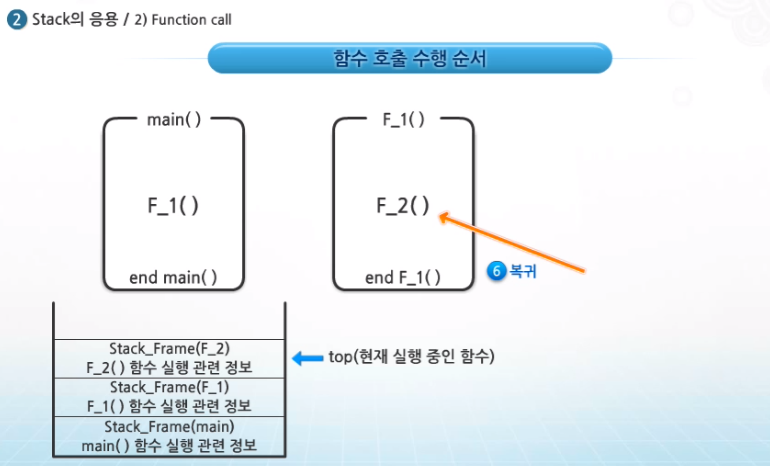 2 Stack의 응용 / 2) Function call
함수 호출 수행 순서
main( )
F_1( )
end main( )
F_1( )
F_2( )
end F_1( )
6 복귀
Stack_Frame(F_2)
F_2( ) 함수 실행 관련 정보
top(현재 실행 중인 함수)
Stack_Frame(F_1)
F_1( ) 함수 실행 관련 정보
Stack_Frame(main)
main( ) 함수 실행 관련 정보